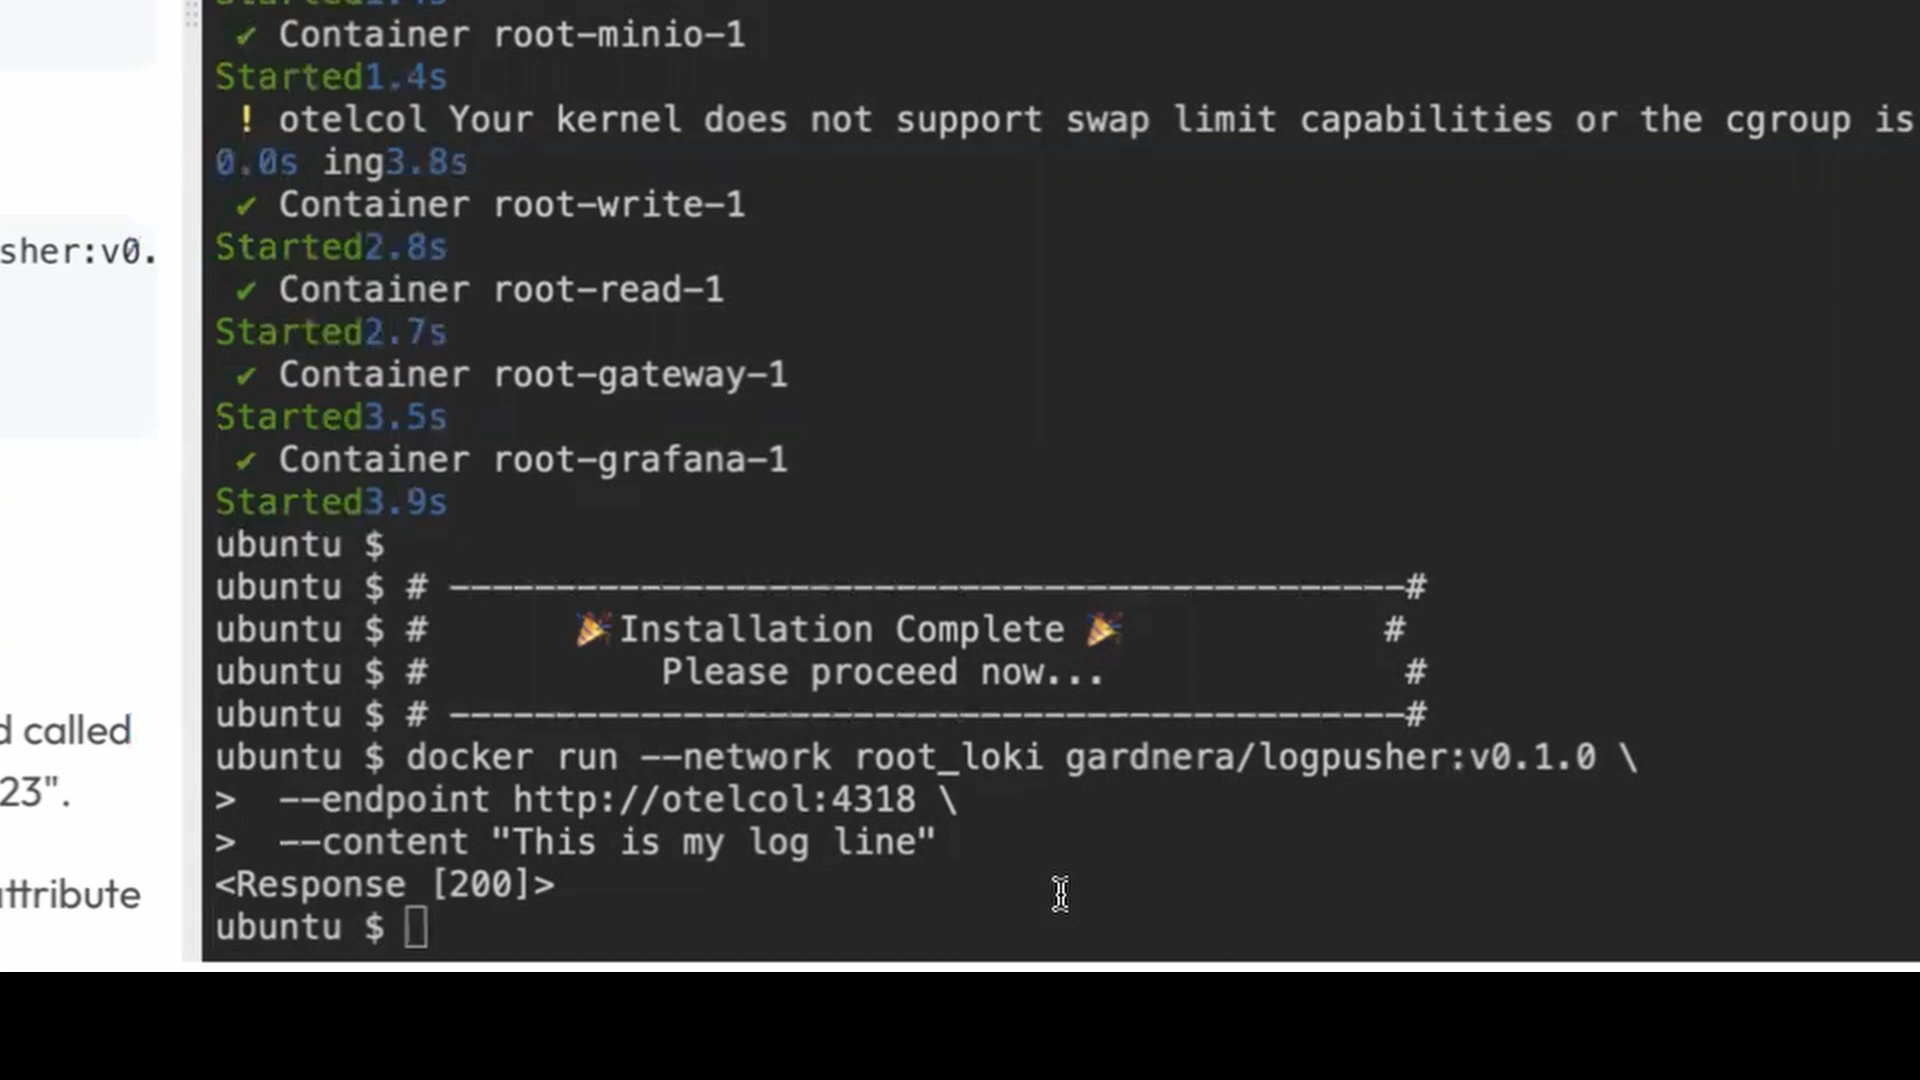 ✔ Container root-minio-1
Started1.4s
! otelcol Your kernel does not support swap limit capabilities or the cgroup is
0.0s ing3.8s
✔ Container root-write-1
Started2.8s
✔ Container root-read-1
Started2.7s
✔ Container root-gateway-1
Started3.5s
✔ Container root-grafana-1
Started3.9s
ubuntu $
ubuntu $ # ---------------------------------------------#
ubuntu $ # 🎉Installation Complete 🎉 #
ubuntu $ # Please proceed now... #
ubuntu $ # ---------------------------------------------#
ubuntu $ docker run --network root_loki gardnera/logpusher:v0.1.0 \
> --endpoint http://otelcol:4318 \
> --content "This is my log line"
<Response [200]>
ubuntu $
sher:v0.
d called
23".
attribute